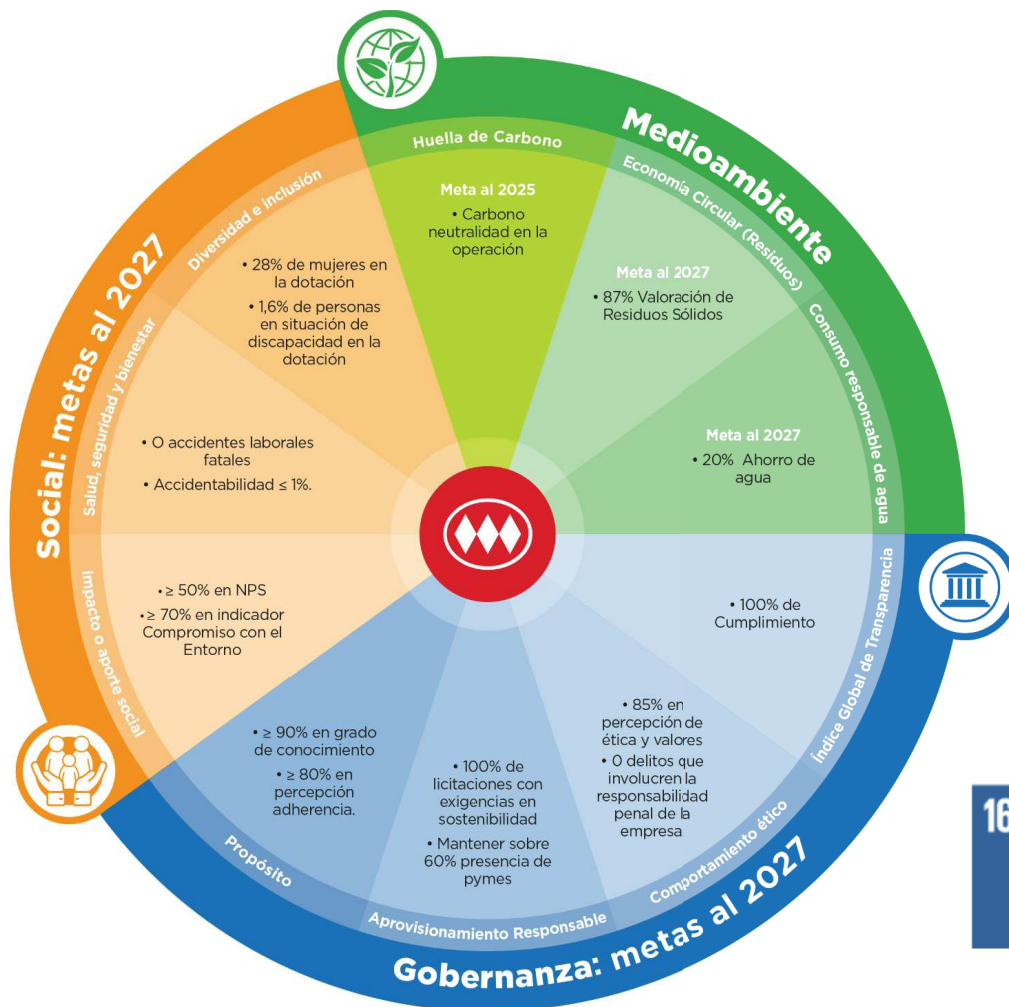 Medioambiente
Huella de Carbono
Meta al 2025
• Carbono
neutralidad en la
operación
Economía Circular (Residuos)
Meta al 2027
• 87% Valoración de
Residuos Sólidos
Consumo responsable de agua
Meta al 2027
• 20% Ahorro de
agua
Gobernanza: metas al 2027
Índice Global de Transparencia
• 100% de
Cumplimiento
Comportamiento ético
• 85% en
percepción de
ética y valores
• 0 delitos que
involucren la
responsabilidad
penal de la
empresa
Aprovisionamiento Responsable
• 100% de
licitaciones con
exigencias en
sostenibilidad
• Mantener sobre
60% presencia de
pymes
Propósito
• ≥ 90% en grado
de conocimiento
• ≥ 80% en
percepción
adherencia.
Social: metas al 2027
Impacto o aporte social
• ≥ 50% en NPS
• ≥ 70% en indicador
Compromiso con el
Entorno
Salud, seguridad y bienestar
• O accidentes laborales
fatales
• Accidentabilidad ≤ 1%.
Diversidad e inclusión
• 28% de mujeres en
la dotación
• 1,6% de personas
en situación de
discapacidad en la
dotación
16